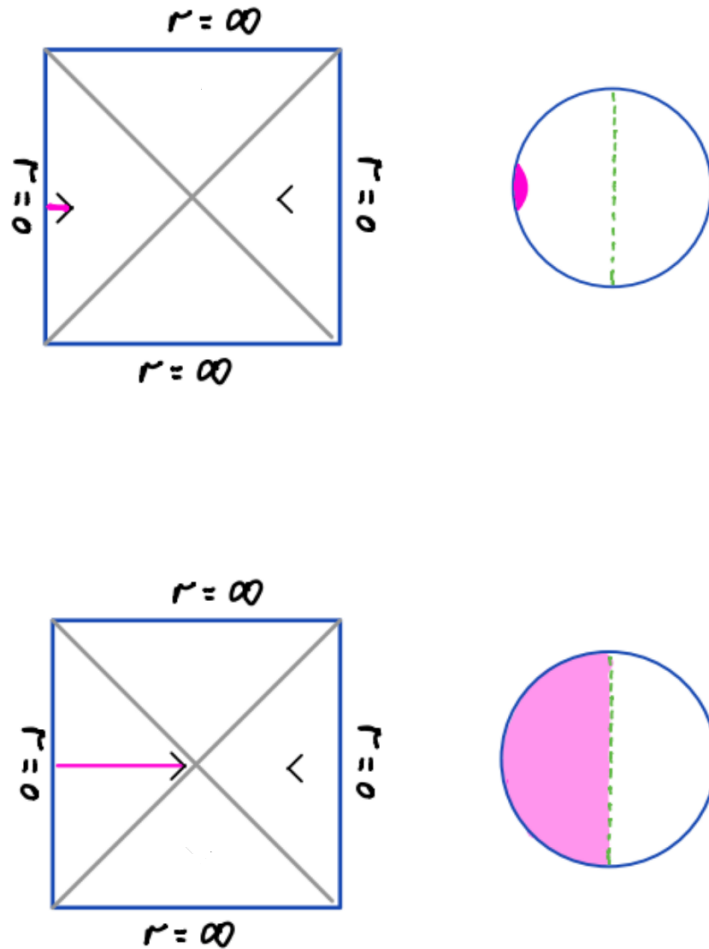 r = ∞
r = 0
r = 0
r = ∞
r = ∞
r = 0
r = 0
r = ∞